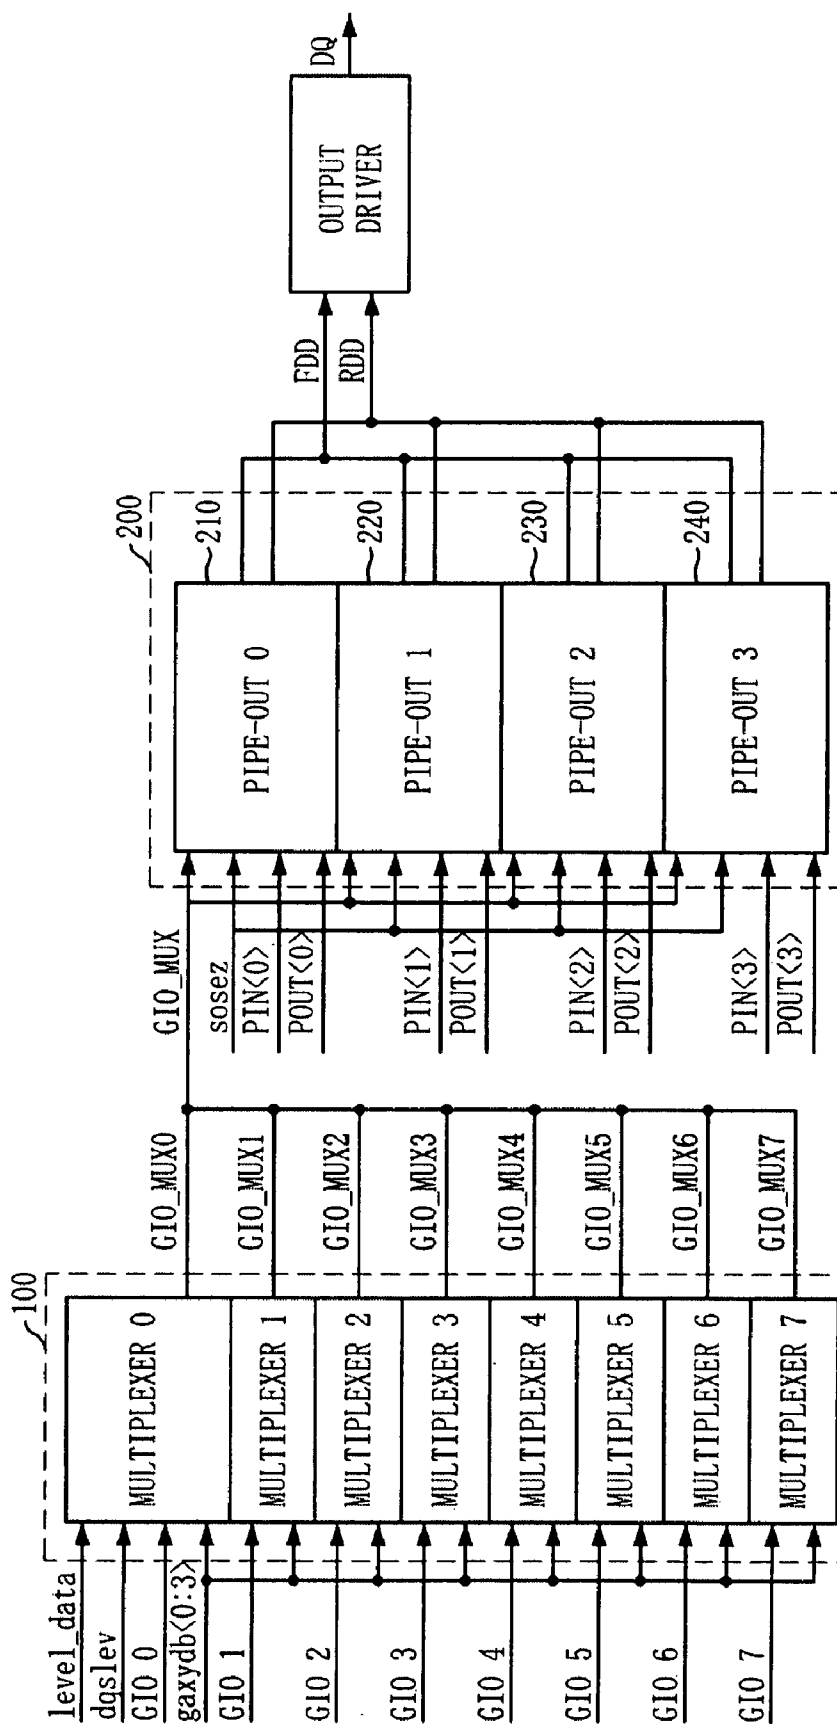 level_data
dqslev
GIO 0
gaxydb<0:3>
GIO 1
GIO 2
GIO 3
GIO 4
GIO 5
GIO 6
GIO 7
100
MULTIPLEXER 0
MULTIPLEXER 1
MULTIPLEXER 2
MULTIPLEXER 3
MULTIPLEXER 4
MULTIPLEXER 5
MULTIPLEXER 6
MULTIPLEXER 7
GIO_MUX0
GIO_MUX1
GIO_MUX2
GIO_MUX3
GIO_MUX4
GIO_MUX5
GIO_MUX6
GIO_MUX7
GIO_MUX
sosez
PIN<0>
POUT<0>
PIN<1>
POUT<1>
PIN<2>
POUT<2>
PIN<3>
POUT<3>
200
210
PIPE-OUT 0
220
PIPE-OUT 1
230
PIPE-OUT 2
240
PIPE-OUT 3
FDD
RDD
OUTPUT
DRIVER
DQ